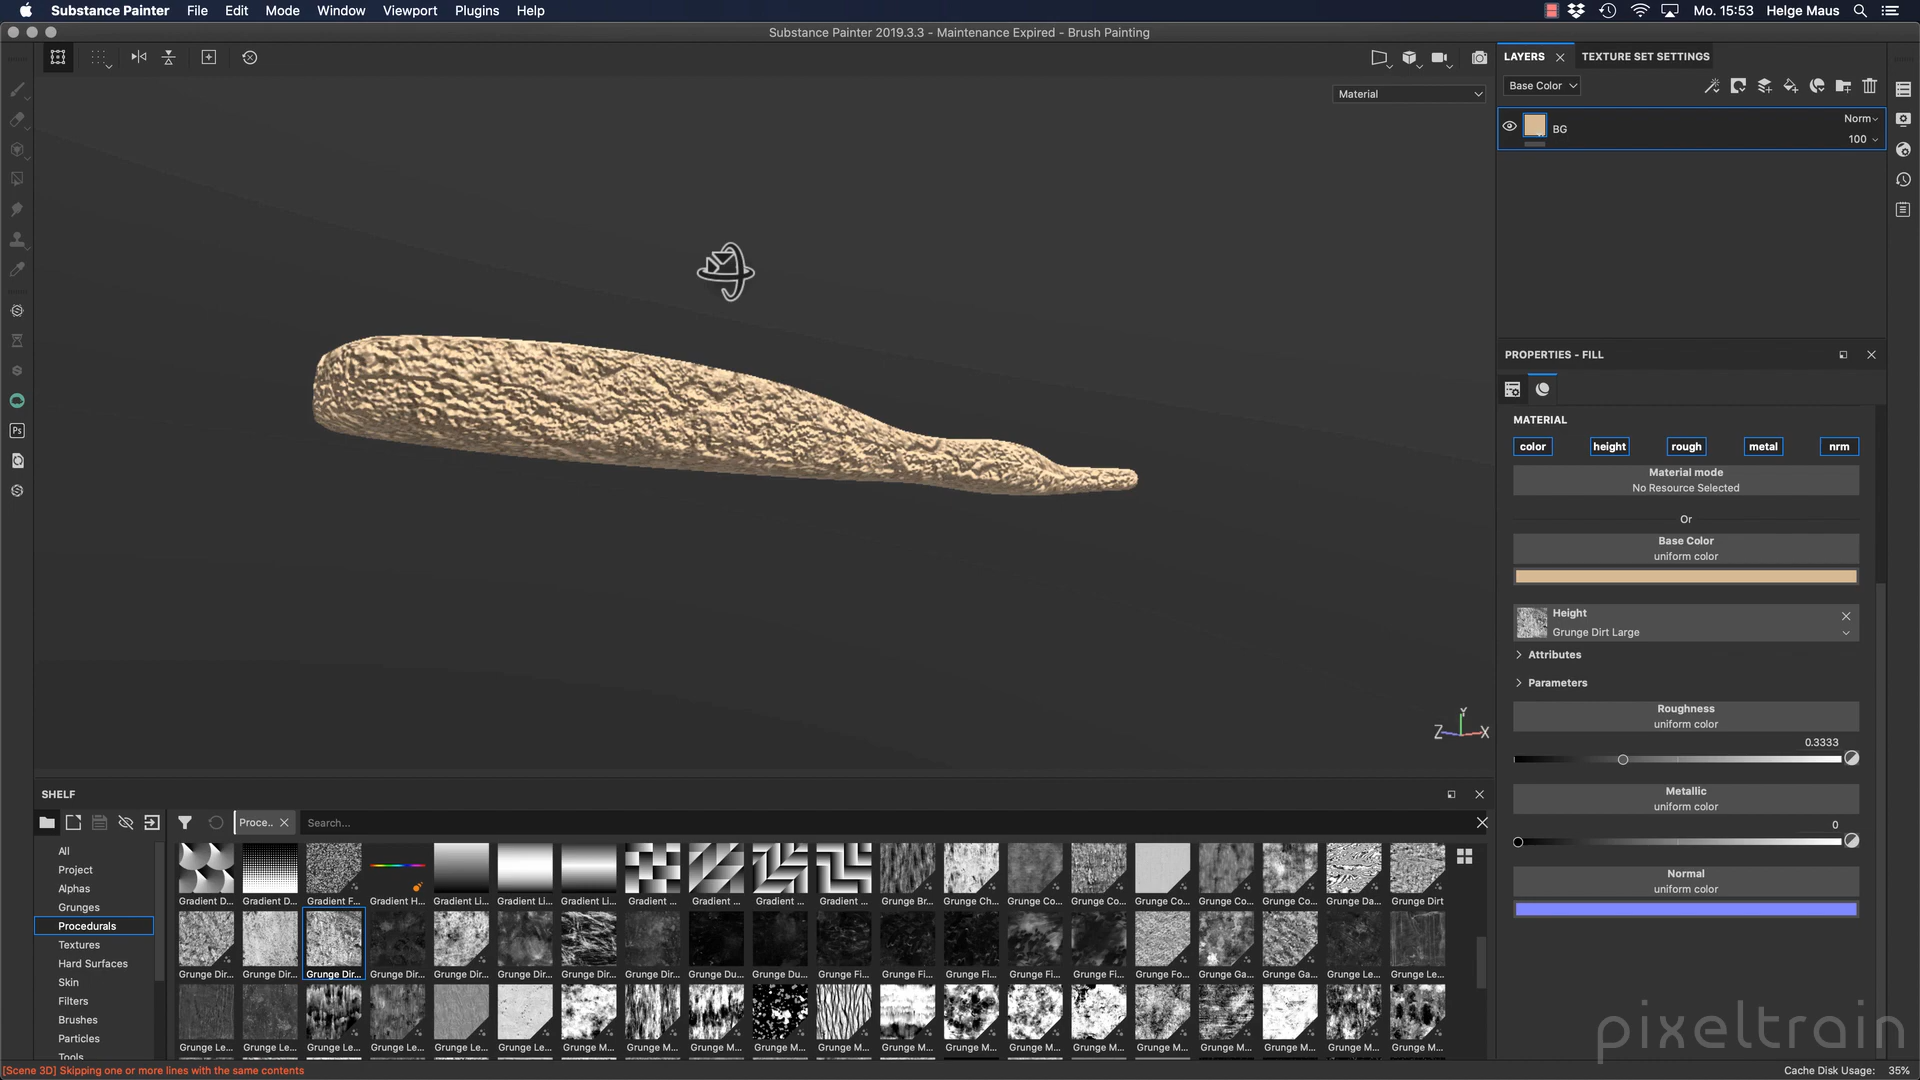 Substance Painter File Edit Mode Window Viewport Plugins Help Mo. 15:53 Helge Maus
Substance Painter 2019.3.3 - Maintenance Expired - Brush Painting
LAYERS TEXTURE SET SETTINGS
Base Color
Material
BG Norm
100
PROPERTIES - FILL
MATERIAL
color height rough metal nrm
Material mode
No Resource Selected
Or
Base Color
uniform color
Height
Grunge Dirt Large
Attributes
Parameters
Roughness
uniform color
0.3333
Metallic
uniform color
0
Normal
uniform color
Y
Z X
Ps
SHELF
Proce.. Search...
All
Project
Alphas
Grunges
Procedurals
Textures
Hard Surfaces
Skin
Filters
Brushes
Particles
Tools
Gradient D... Gradient D... Gradient F... Gradient H... Gradient Li... Gradient Li... Gradient Li... Gradient ... Gradient ... Gradient ... Gradient ... Grunge Br... Grunge Ch... Grunge Co... Grunge Co... Grunge Co... Grunge Co... Grunge Co... Grunge Da... Grunge Dirt
Grunge Dir... Grunge Dir... Grunge Dir... Grunge Dir... Grunge Dir... Grunge Dir... Grunge Dir... Grunge Dir... Grunge Du... Grunge Du... Grunge Fi... Grunge Fi... Grunge Fi... Grunge Fi... Grunge Fi... Grunge Fo... Grunge Ga... Grunge Ga... Grunge Le... Grunge Le...
Grunge Le... Grunge Le... Grunge Le... Grunge Le... Grunge Le... Grunge Le... Grunge M... Grunge M... Grunge M... Grunge M... Grunge M... Grunge M... Grunge M... Grunge M... Grunge M... Grunge M... Grunge M... Grunge M... Grunge M... Grunge M...
pixeltrain
[Scene 3D] Skipping one or more lines with the same contents
Cache Disk Usage: 35%